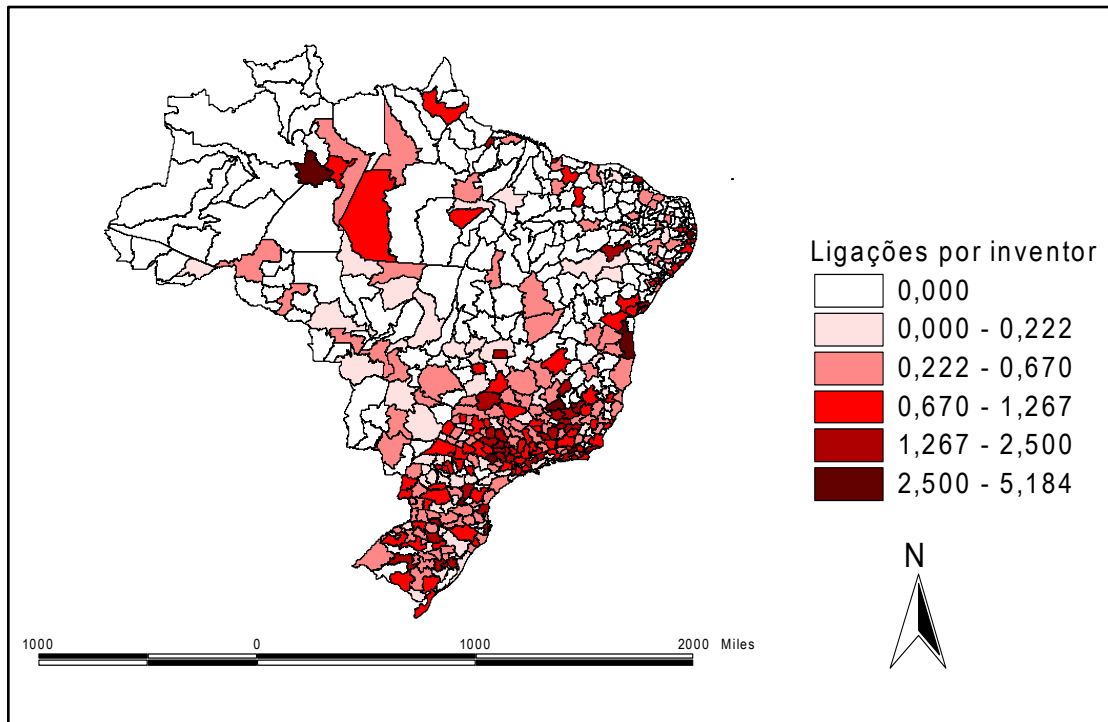 Ligações por inventor
0,000
0,000 - 0,222
0,222 - 0,670
0,670 - 1,267
1,267 - 2,500
2,500 - 5,184
N
1000 0 1000 2000 Miles